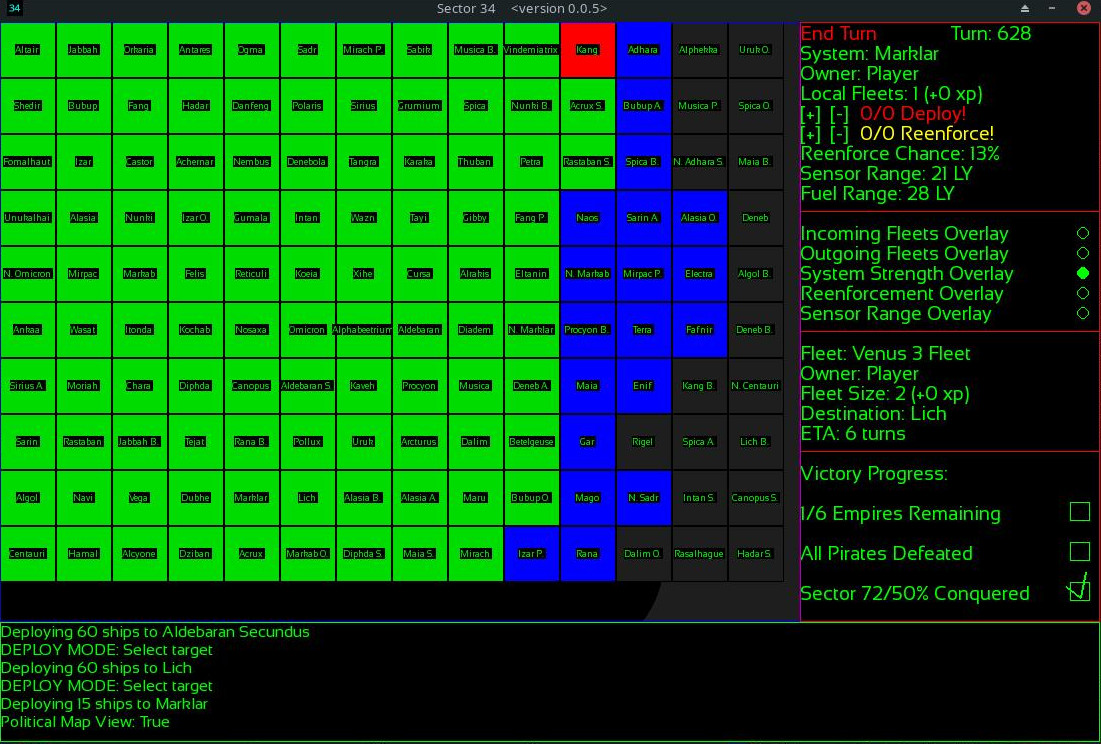 34 Sector 34 <version 0.0.5>
Altair Jabbah Orkaria Antares Ogma Sadr Mirach P. Sabik Musica B. Vindemiatrix Kang Adhara Alphekka Uruk O.
Shedir Bubup Fang Hadar Danfeng Polaris Sirius Grumium Spica Nunki B. Acrux S. Bubup A. Musica P. Spica O.
Fomalhaut Izar Castor Achernar Nembus Denebola Tangra Karaka Thuban Petra Rastaban S. Spica B. N. Adhara S. Maia B.
Unukalhai Alasia Nunki Izar O. Gumala Intan Wazn Tayi Gibby Fang P. Naos Sarin A. Alasia O. Deneb
N. Omicron Mirpac Markab Felis Reticuli Koeia Xihe Cursa Alrakis Eltanin N. Markab Mirpac P. Electra Algol B.
Ankaa Wasat Itonda Kochab Nosaxa Omicron Alphabeetrium Aldebaran Diadem N. Marklar Procyon B. Terra Fafnir Deneb B.
Sirius A. Moriah Chara Diphda Canopus Aldebaran S. Kaveh Procyon Musica Deneb A. Maia Enif Kang B. N. Centauri
Sarin Rastaban Jabbah B. Tejat Rana B. Pollux Uruk Arcturus Dalim Betelgeuse Gar Rigel Spica A. Lich B.
Algol Navi Vega Dubhe Marklar Lich Alasia B. Alasia A. Maru Bubup O. Mago N. Sadr Intan S. Canopus S.
Centauri Hamal Alcyone Dziban Acrux Markab O. Diphda S. Maia S. Mirach Izar P. Rana Dalim O. Rasalhague Hadar S.
End Turn Turn: 628
System: Marklar
Owner: Player
Local Fleets: 1 (+0 xp)
[+] [-] 0/0 Deploy!
[+] [-] 0/0 Reenforce!
Reenforce Chance: 13%
Sensor Range: 21 LY
Fuel Range: 28 LY
Incoming Fleets Overlay
Outgoing Fleets Overlay
System Strength Overlay
Reenforcement Overlay
Sensor Range Overlay
Fleet: Venus 3 Fleet
Owner: Player
Fleet Size: 2 (+0 xp)
Destination: Lich
ETA: 6 turns
Victory Progress:
1/6 Empires Remaining
All Pirates Defeated
Sector 72/50% Conquered
Deploying 60 ships to Aldebaran Secundus
DEPLOY MODE: Select target
Deploying 60 ships to Lich
DEPLOY MODE: Select target
Deploying 15 ships to Marklar
Political Map View: True